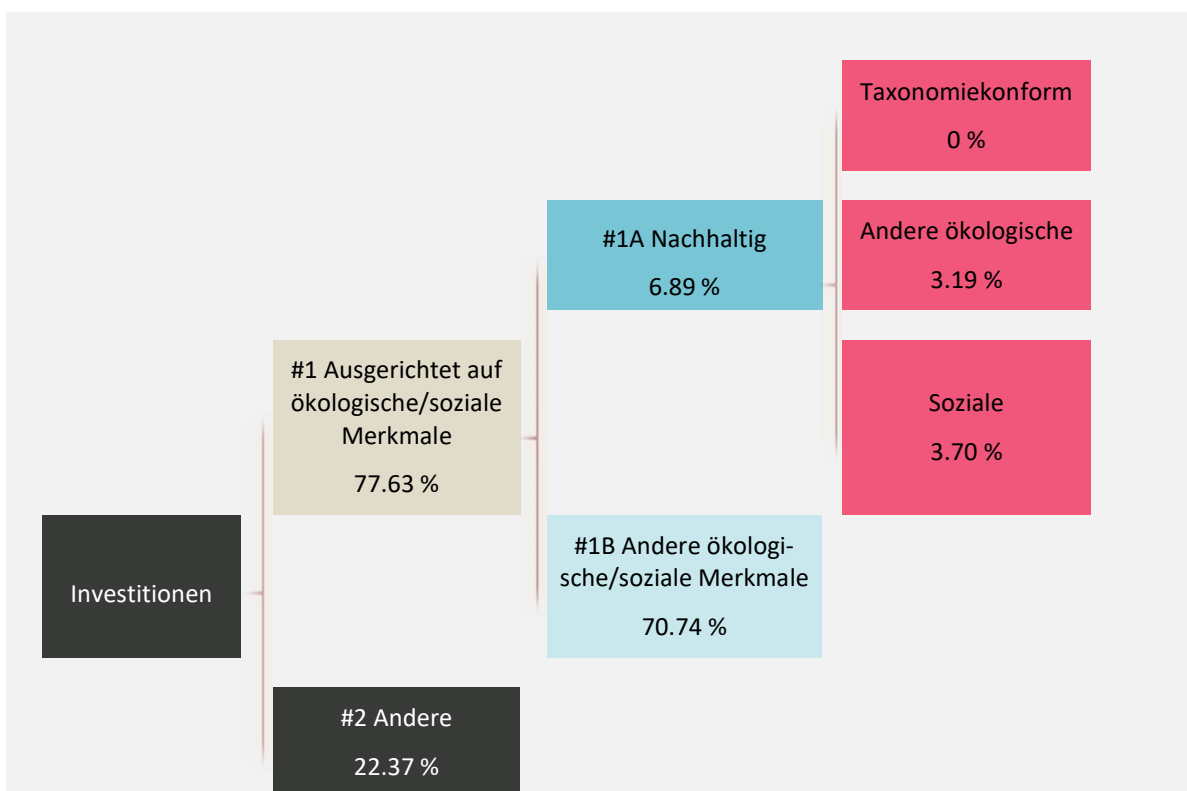 Taxonomiekonform
0 %
#1A Nachhaltig
6.89 %
Andere ökologische
3.19 %
#1 Ausgerichtet auf
ökologische/soziale
Merkmale
77.63 %
Soziale
3.70 %
Investitionen
#1B Andere ökologi-
sche/soziale Merkmale
70.74 %
#2 Andere
22.37 %